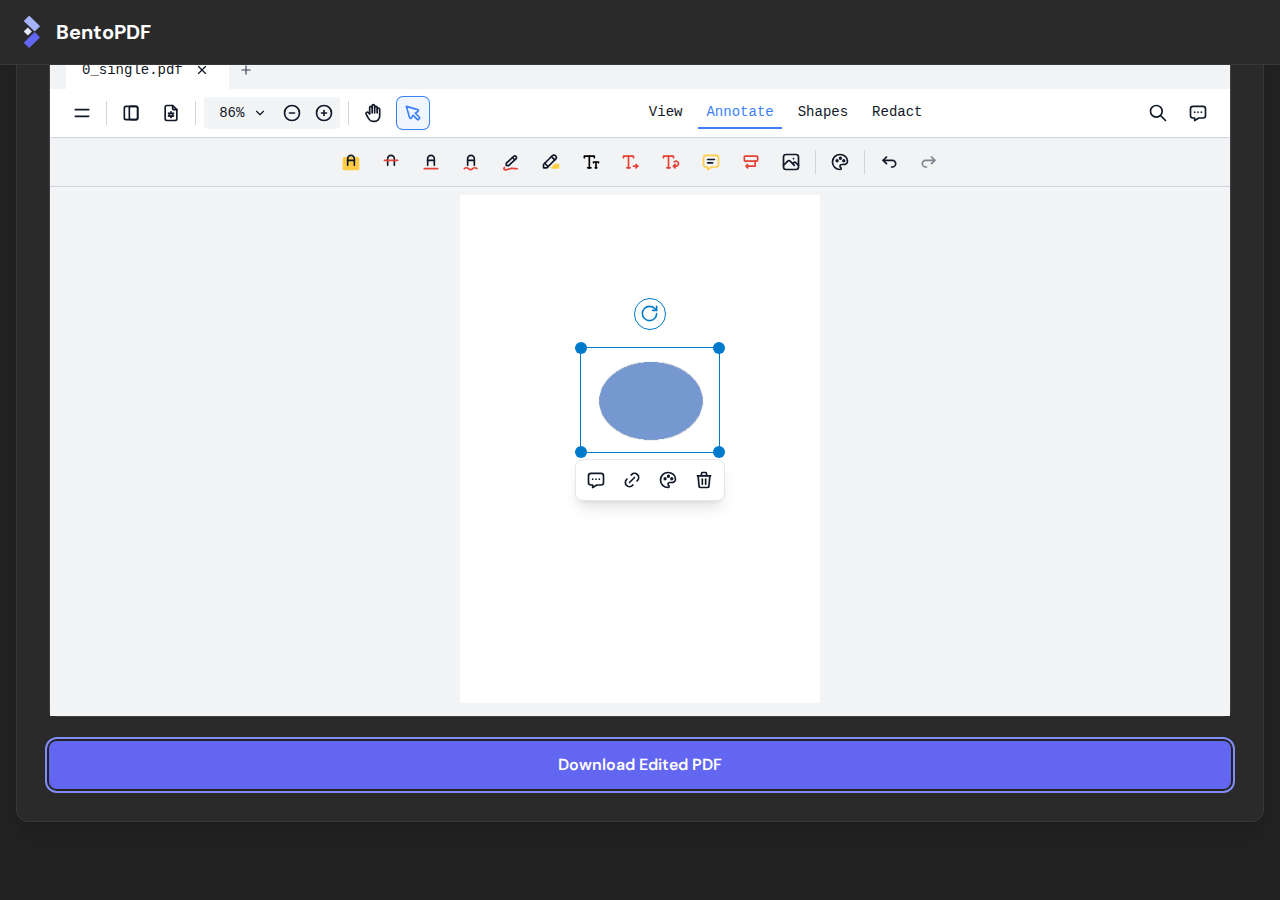 BentoPDF
0_single.pdf
86%
View
Annotate
Shapes
Redact
Download Edited PDF